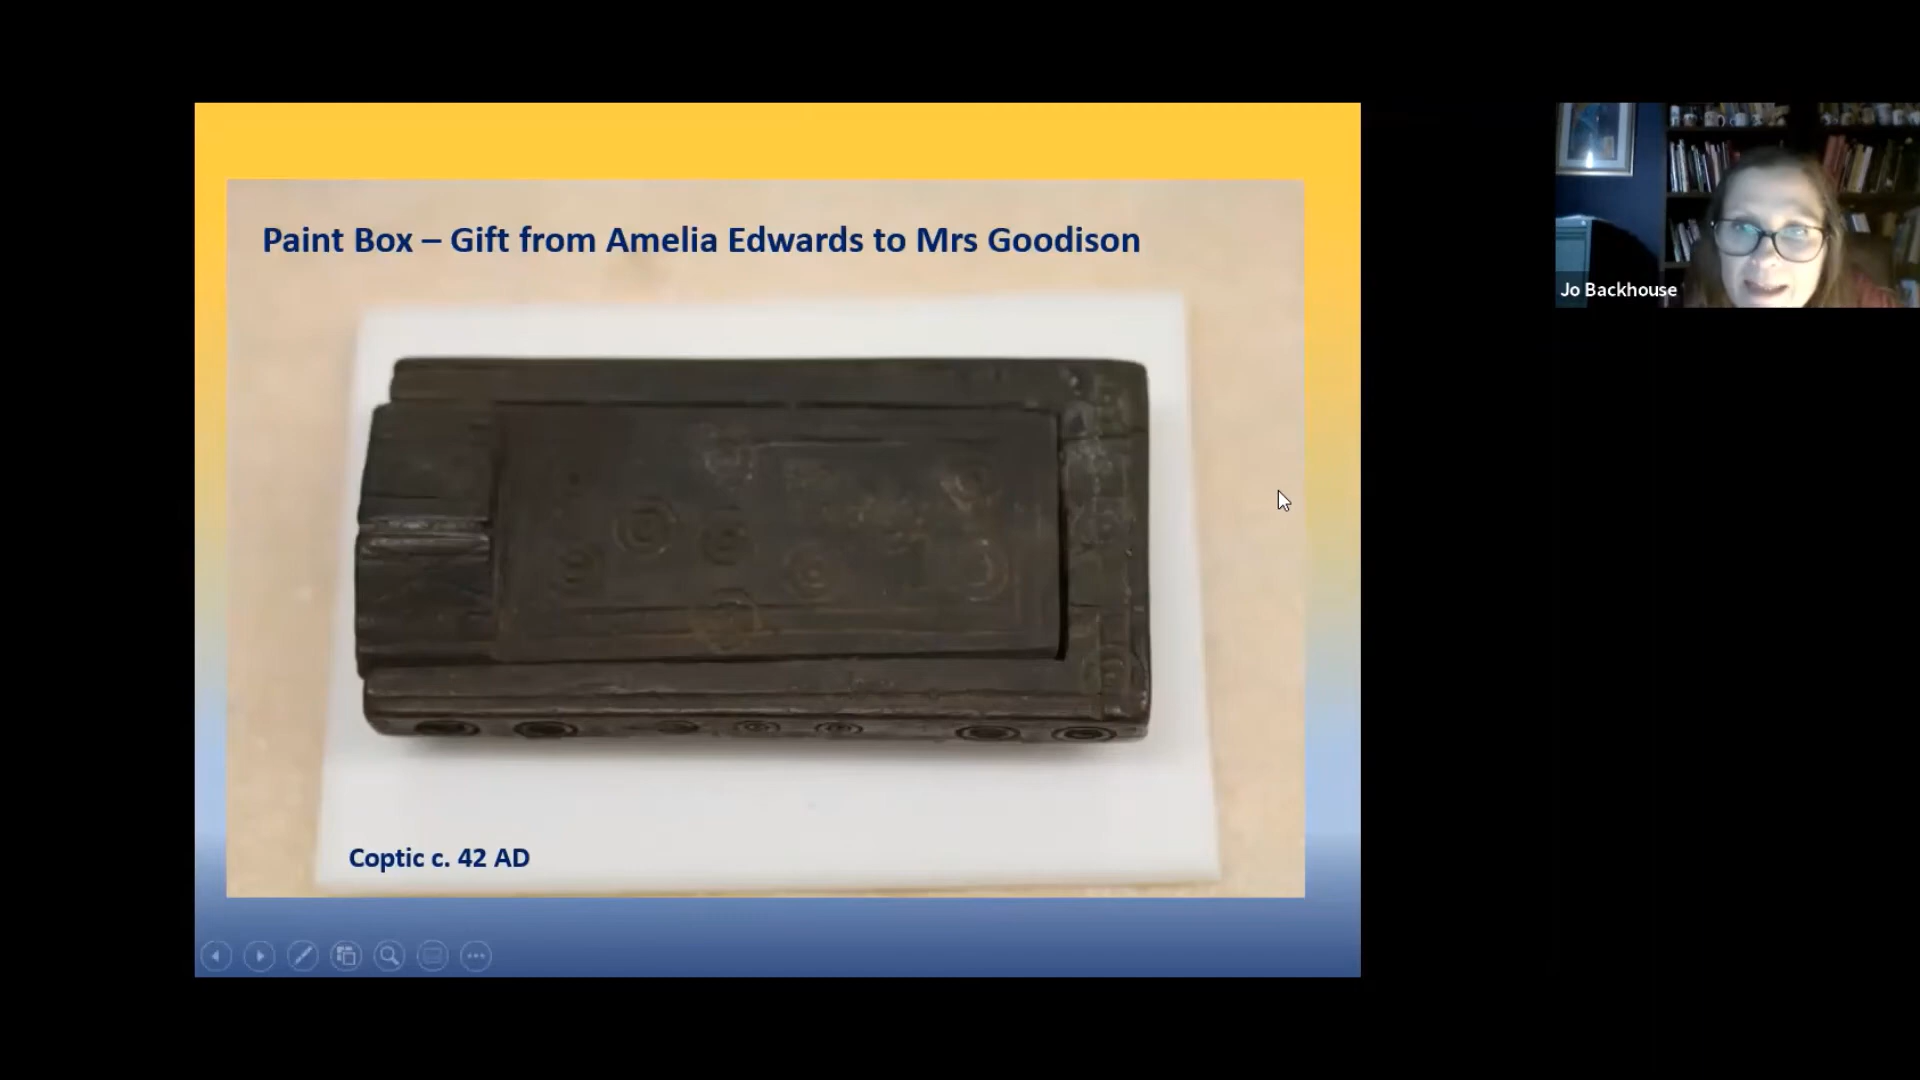 Paint Box – Gift from Amelia Edwards to Mrs Goodison
Jo Backhouse
Coptic c. 42 AD